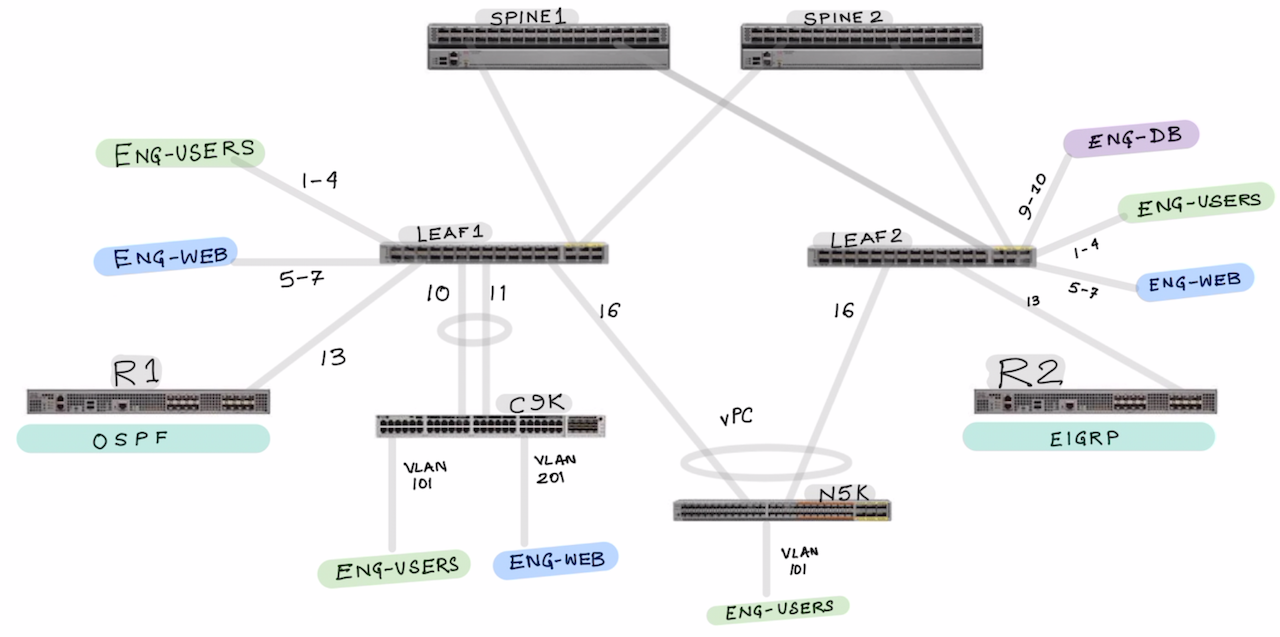 SPINE1
SPINE 2
ENG-DB
ENG-USERS
1-4
9-10
ENG-USERS
LEAF1
LEAF2
1-4
ENG-WEB
5-7
5-7
ENG-WEB
10
11
16
16
13
13
R1
R2
C9K
vPC
OSPF
EIGRP
VLAN
101
VLAN
201
N5K
VLAN
101
ENG-USERS
ENG-WEB
ENG-USERS